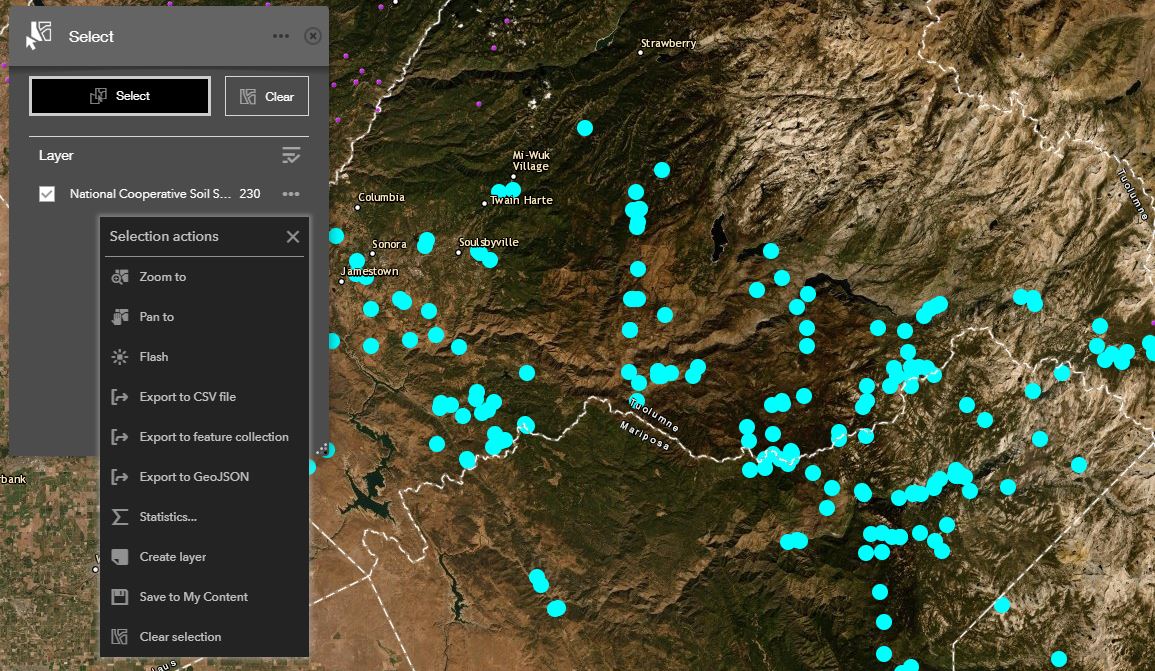 Select
Select
Clear
Layer
National Cooperative Soil S... 230
Selection actions
Zoom to
Pan to
Flash
Export to CSV file
Export to feature collection
Export to GeoJSON
Statistics...
Create layer
Save to My Content
Clear selection
Strawberry
Mi-Wuk
Village
Twain Harte
Columbia
Sonora
Soulsbyville
Jamestown
Tuolumne
Tuolumne
Mariposa
rbank
laus